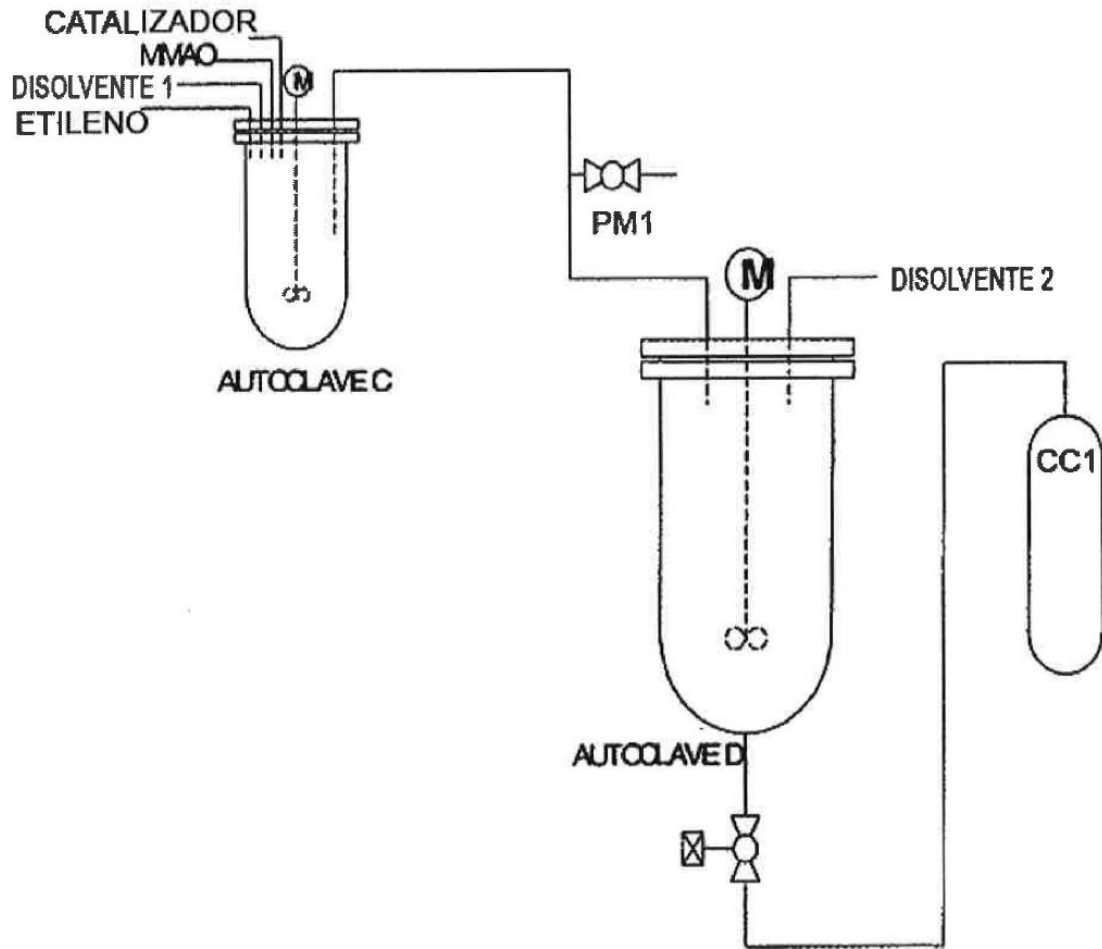 CATALIZADOR
MMAO
DISOLVENTE 1
ETILENO
M
AUTOCLAVE C
PM1
M
DISOLVENTE 2
CC1
AUTOCLAVE D